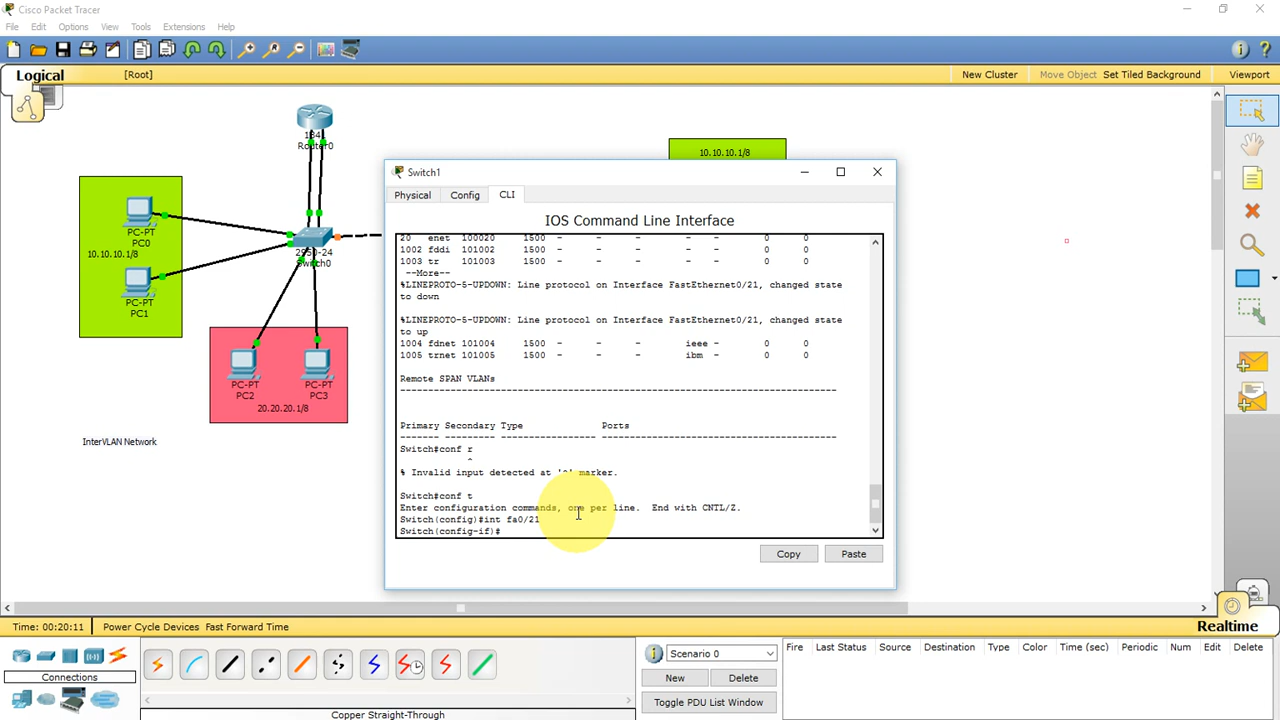 Cisco Packet Tracer
File Edit Options View Tools Extensions Help
Logical
[Root]
New Cluster
Move Object
Set Tiled Background
Viewport
Router0
PC-PT
PC0
10.10.10.1/8
PC-PT
PC1
2950-24
Switch0
PC-PT
PC2
PC-PT
PC3
20.20.20.1/8
InterVLAN Network
10.10.10.1/8
Switch1
Physical Config CLI
IOS Command Line Interface
20 enet 100020 1500 - - - - - 0 0
1002 fddi 101002 1500 - - - - - 0 0
1003 tr 101003 1500 - - - - - 0 0
--More--
%LINEPROTO-5-UPDOWN: Line protocol on Interface FastEthernet0/21, changed state
to down
%LINEPROTO-5-UPDOWN: Line protocol on Interface FastEthernet0/21, changed state
to up
1004 fdnet 101004 1500 - - - ieee - 0 0
1005 trnet 101005 1500 - - - ibm - 0 0
Remote SPAN VLANs
------------------------------------------------------------------------------
Primary Secondary Type Ports
------- --------- ----------------- ------------------------------------------
Switch#conf r
^
% Invalid input detected at '^' marker.
Switch#conf t
Enter configuration commands, one per line. End with CNTL/Z.
Switch(config)#int fa0/21
Switch(config-if)#
Copy Paste
Time: 00:20:11
Power Cycle Devices Fast Forward Time
Realtime
Connections
Copper Straight-Through
Scenario 0
New Delete
Toggle PDU List Window
Fire Last Status Source Destination Type Color Time (sec) Periodic Num Edit Delete